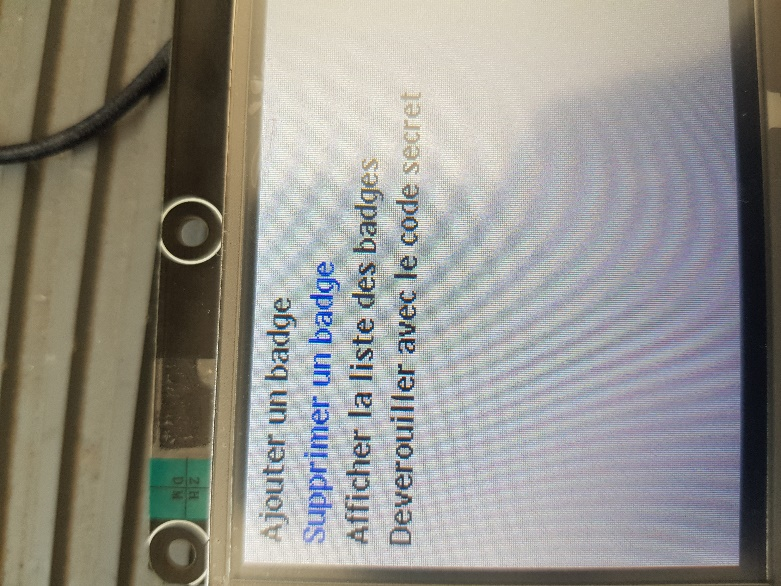 Ajouter un badge
Supprimer un badge
Afficher la liste des badges
Deverouiller avec le code secret